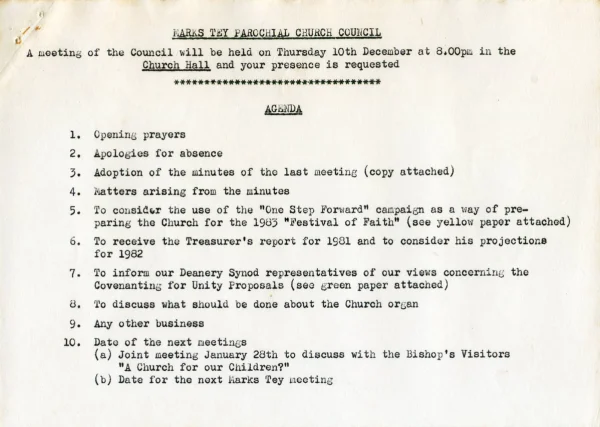 MARKS TEY PAROCHIAL CHURCH COUNCIL
A meeting of the Council will be held on Thursday 10th December at 8.00pm in the
Church Hall and your presence is requested
***********************************
AGENDA
1. Opening prayers
2. Apologies for absence
3. Adoption of the minutes of the last meeting (copy attached)
4. Matters arising from the minutes
5. To consider the use of the "One Step Forward" campaign as a way of pre-
paring the Church for the 1983 "Festival of Faith" (see yellow paper attached)
6. To receive the Treasurer's report for 1981 and to consider his projections
for 1982
7. To inform our Deanery Synod representatives of our views concerning the
Covenanting for Unity Proposals (see green paper attached)
8. To discuss what should be done about the Church organ
9. Any other business
10. Date of the next meetings
(a) Joint meeting January 28th to discuss with the Bishop's Visitors
"A Church for our Children?"
(b) Date for the next Marks Tey meeting